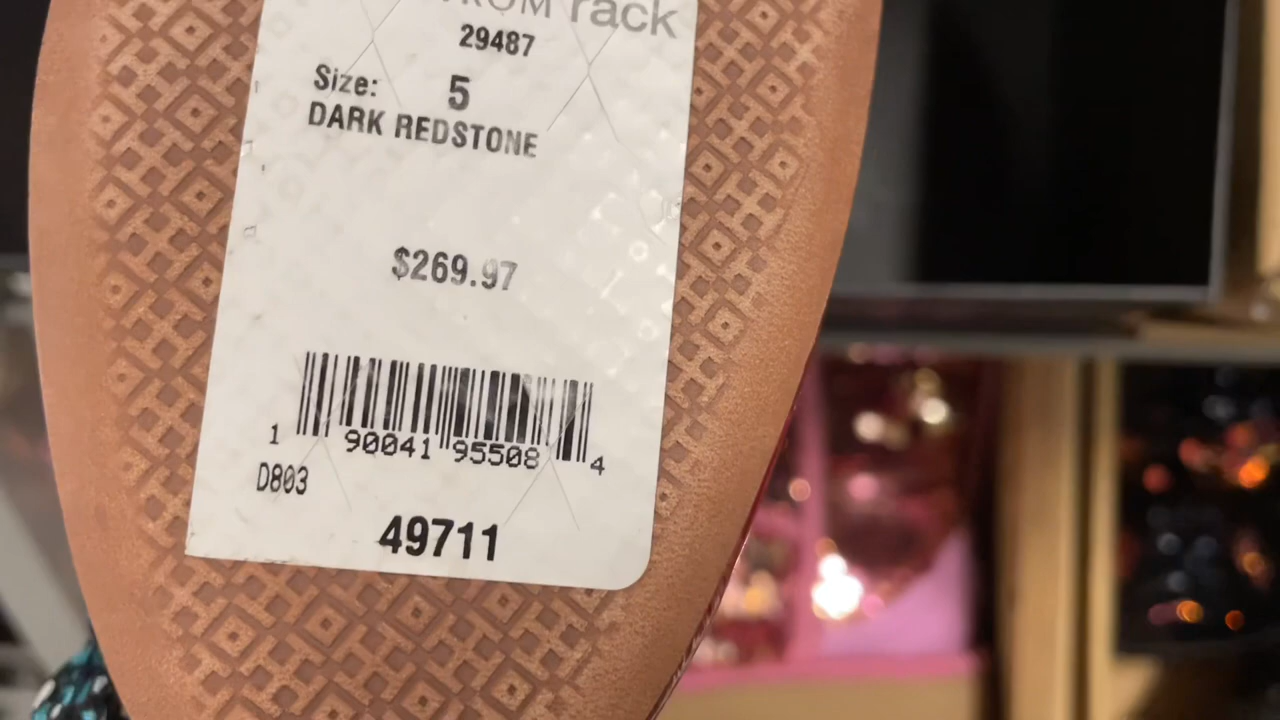 rack
29487
Size: 5
DARK REDSTONE
$269.97
1 90041 95508 4
D803
49711